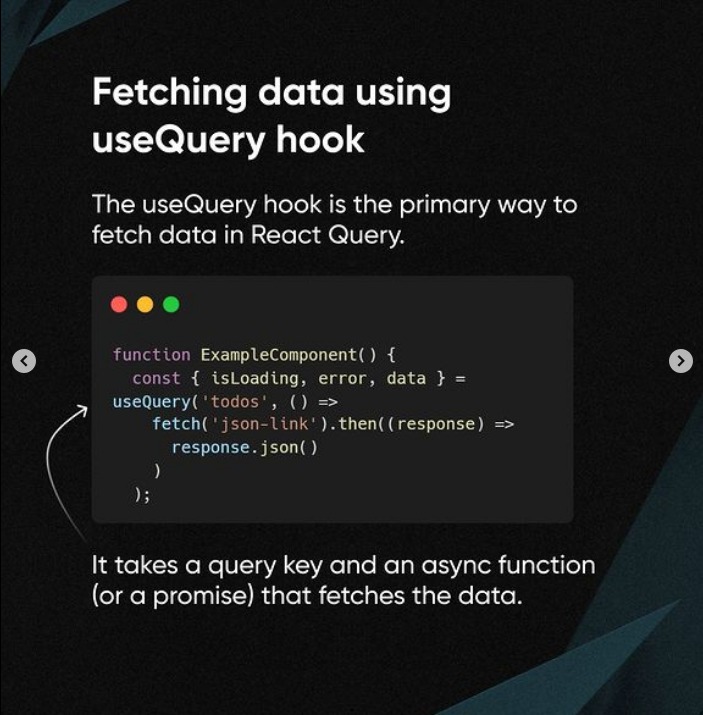 Fetching data using
useQuery hook
The useQuery hook is the primary way to
fetch data in React Query.
function ExampleComponent() {
  const { isLoading, error, data } =
useQuery('todos', () =>
    fetch('json-link').then((response) =>
      response.json()
    )
  );
It takes a query key and an async function
(or a promise) that fetches the data.